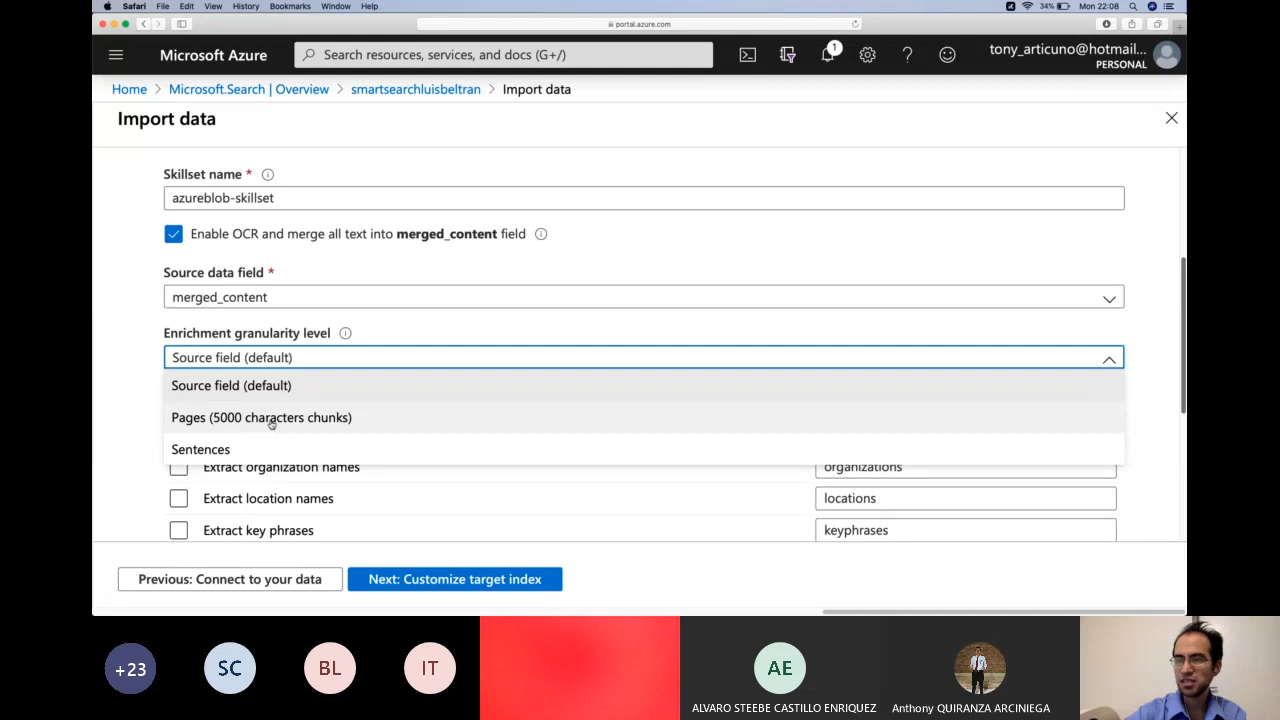 Safari File Edit View History Bookmarks Window Help 34% Mon 22:08
portal.azure.com
Microsoft Azure Search resources, services, and docs (G+/) 1 tony_articuno@hotmail...
PERSONAL
Home > Microsoft.Search | Overview > smartsearchluisbeltran > Import data
Import data
Skillset name *
azureblob-skillset
Enable OCR and merge all text into merged_content field
Source data field *
merged_content
Enrichment granularity level
Source field (default)
Source field (default)
Pages (5000 characters chunks)
Sentences
Extract organization names organizations
Extract location names locations
Extract key phrases keyphrases
Previous: Connect to your data Next: Customize target index
+23 SC BL IT AE
ALVARO STEEBE CASTILLO ENRIQUEZ Anthony QUIRANZA ARCINIEGA